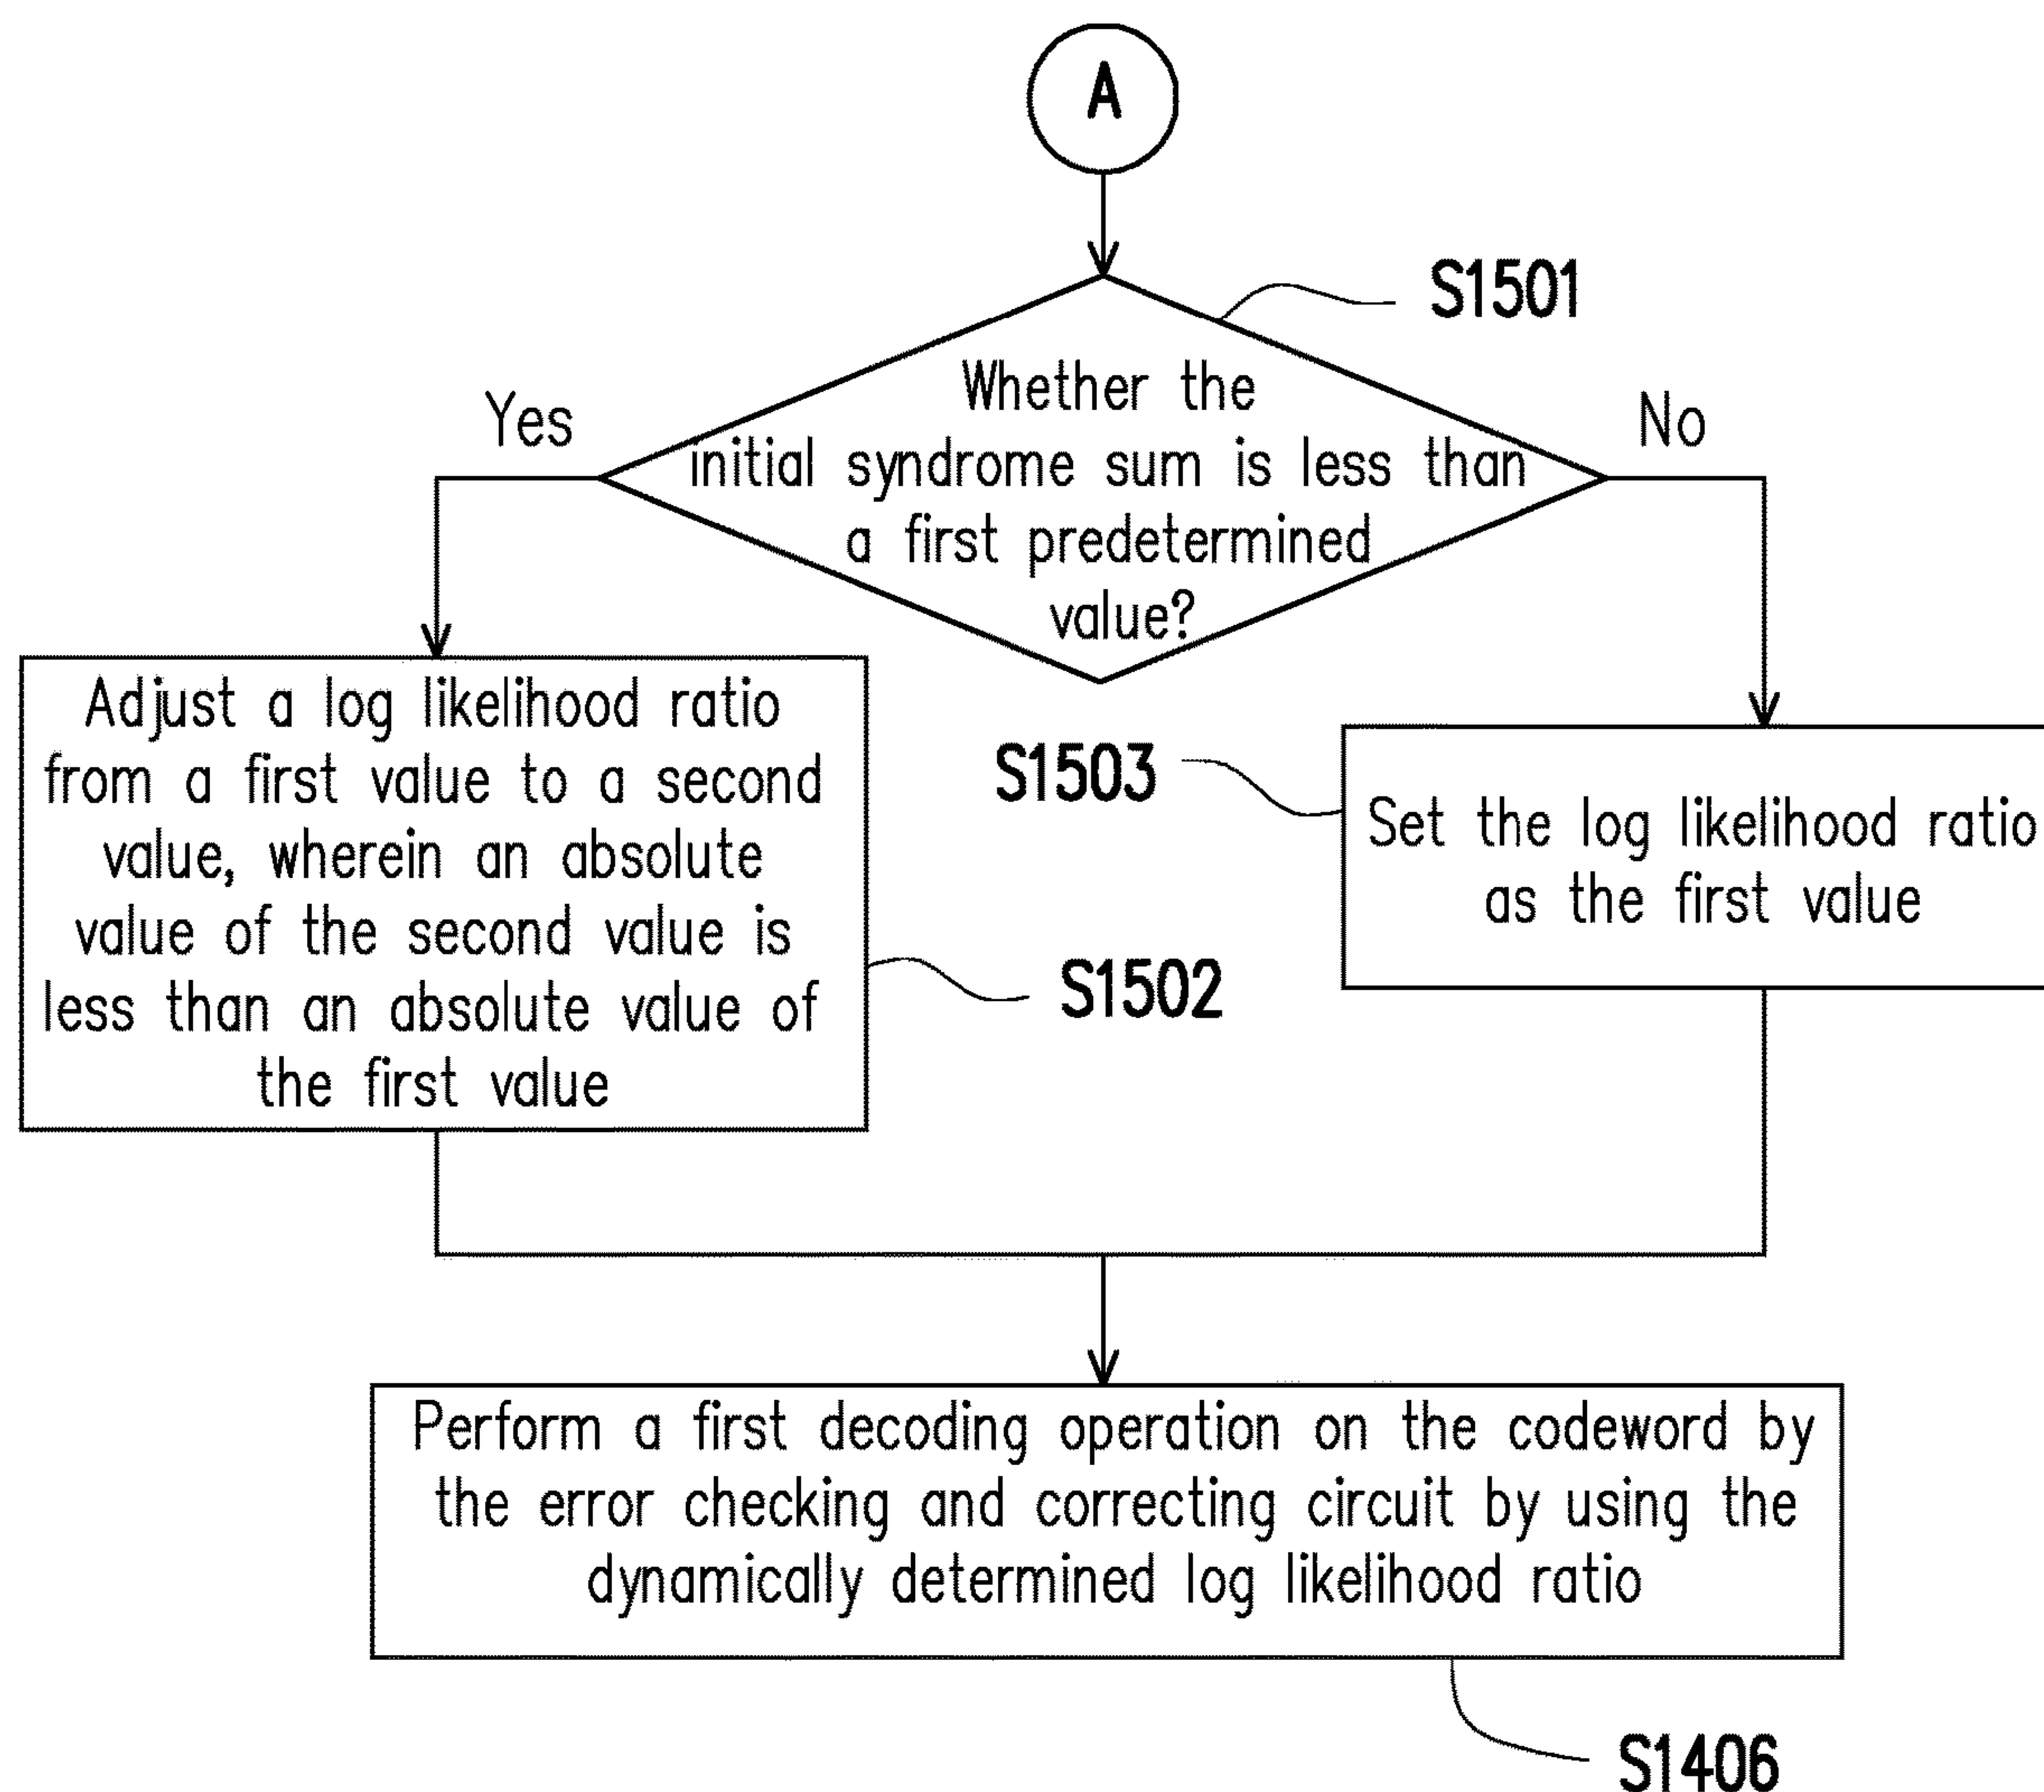 A
S1501
Whether the
initial syndrome sum is less than
a first predetermined
value?
Yes
No
Adjust a log likelihood ratio
from a first value to a second
value, wherein an absolute
value of the second value is
less than an absolute value of
the first value
S1502
S1503
Set the log likelihood ratio
as the first value
Perform a first decoding operation on the codeword by
the error checking and correcting circuit by using the
dynamically determined log likelihood ratio
S1406